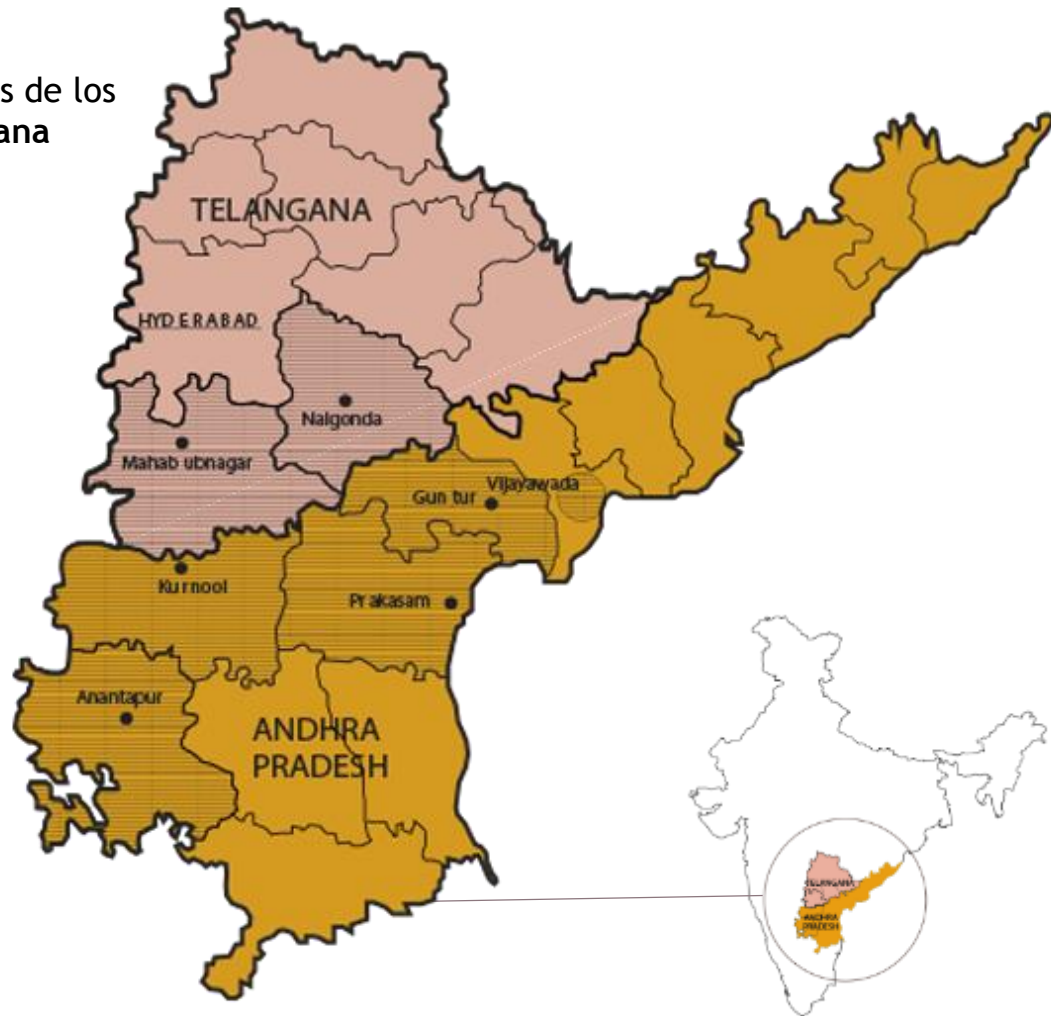 s de los
ana
TELANGANA
HYDERABAD
Nalgonda
Mahab ubnagar
Vijayawada
Gun tur
Kurnool
Prakasam
Anantapur
ANDHRA
PRADESH
TELANGANA
ANDHRA
PRADESH